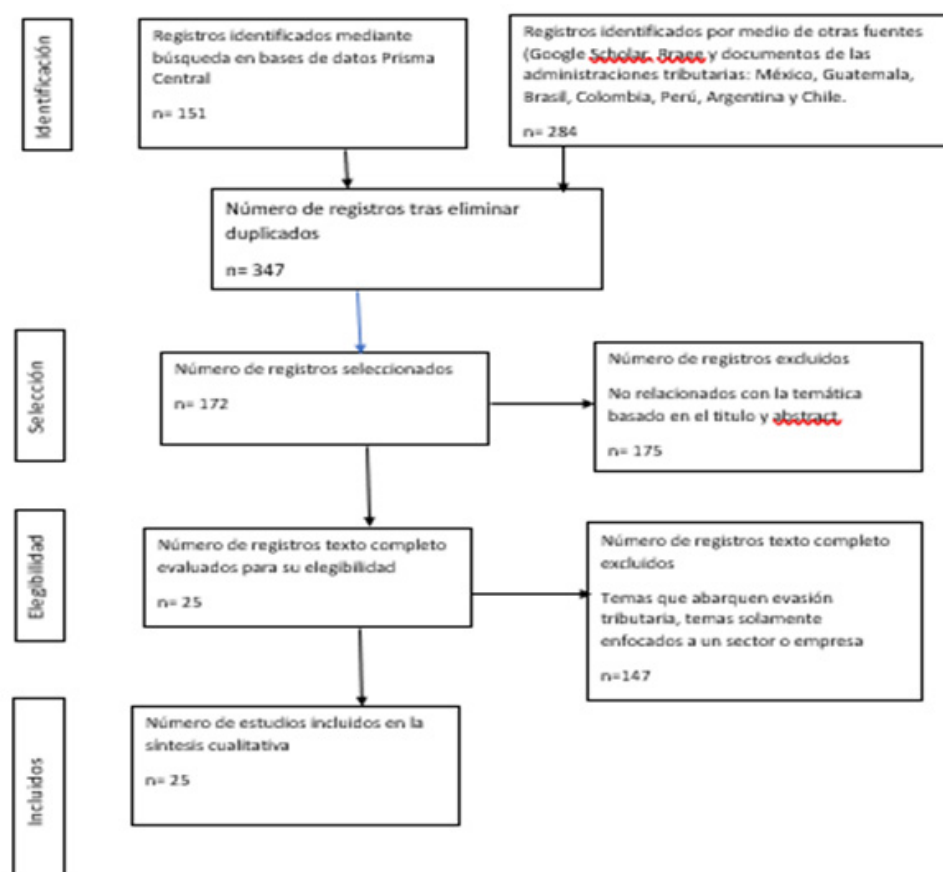 Identificación
Registros identificados mediante
búsqueda en bases de datos Prisma
Central
n= 151
Registros identificados por medio de otras fuentes
(Google Scholar, y documentos de las
administraciones tributarias: México, Guatemala,
Brasil, Colombia, Perú, Argentina y Chile.
n= 284
Número de registros tras eliminar
duplicados
n= 347
Selección
Número de registros seleccionados
n= 172
Número de registros excluidos
No relacionados con la temática
basado en el titulo y abstract
n= 175
Elegibilidad
Número de registros texto completo
evaluados para su elegibilidad
n= 25
Número de registros texto completo
excluidos
Temas que abarquen evasión
tributaria, temas solamente
enfocados a un sector o empresa
n=147
Incluidos
Número de estudios incluidos en la
síntesis cualitativa
n= 25